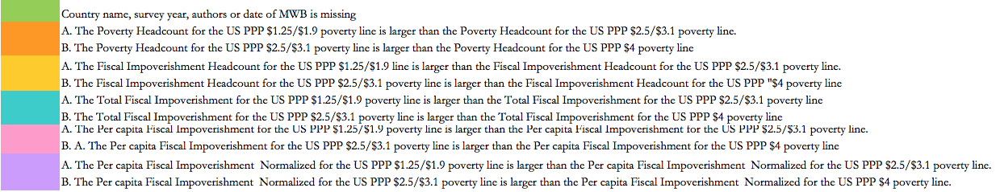 Country name, survey year, authors or date of MWB is missing
A. The Poverty Headcount for the US PPP $1.25/$1.9 poverty line is larger than the Poverty Headcount for the US PPP $2.5/$3.1 poverty line.
B. The Poverty Headcount for the US PPP $2.5/$3.1 poverty line is larger than the Poverty Headcount for the US PPP $4 poverty line
A. The Fiscal Impoverishment Headcount for the US PPP $1.25/$1.9 line is larger than the Fiscal Impoverishment Headcount for the US PPP $2.5/$3.1 poverty line.
B. The Fiscal Impoverishment Headcount for the US PPP $2.5/$3.1 poverty line is larger than the Fiscal Impoverishment Headcount for the US PPP "$4 poverty line
A. The Total Fiscal Impoverishment for the US PPP $1.25/$1.9 poverty line is larger than the Total Fiscal Impoverishment for the US PPP $2.5/$3.1 poverty line
B. The Total Fiscal Impoverishment for the US PPP $2.5/$3.1 poverty line is larger than the Total Fiscal Impoverishment for the US PPP $4 poverty line
A. The Per capita Fiscal Impoverishment for the US PPP $1.25/$1.9 poverty line is larger than the Per capita Fiscal Impoverishment for the US PPP $2.5/$3.1 poverty line.
B. A. The Per capita Fiscal Impoverishment for the US PPP $2.5/$3.1 poverty line is larger than the Per capita Fiscal Impoverishment for the US PPP $4 poverty line
A. The Per capita Fiscal Impoverishment  Normalized for the US PPP $1.25/$1.9 poverty line is larger than the Per capita Fiscal Impoverishment  Normalized for the US PPP $2.5/$3.1 poverty line.
B. The Per capita Fiscal Impoverishment  Normalized for the US PPP $2.5/$3.1 poverty line is larger than the Per capita Fiscal Impoverishment  Normalized for the US PPP $4 poverty line.